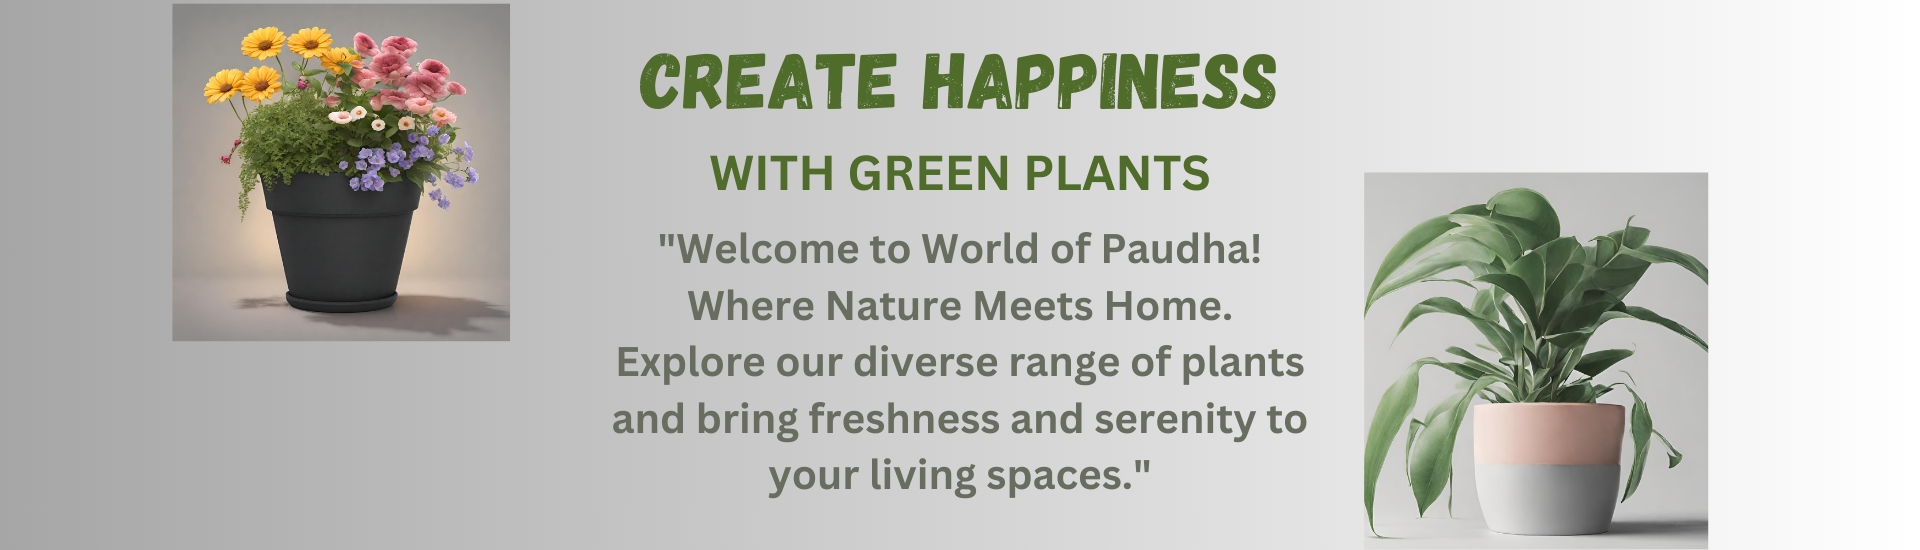 CREATE HAPPINESS
WITH GREEN PLANTS
"Welcome to World of Paudha!
Where Nature Meets Home.
Explore our diverse range of plants
and bring freshness and serenity to
your living spaces."